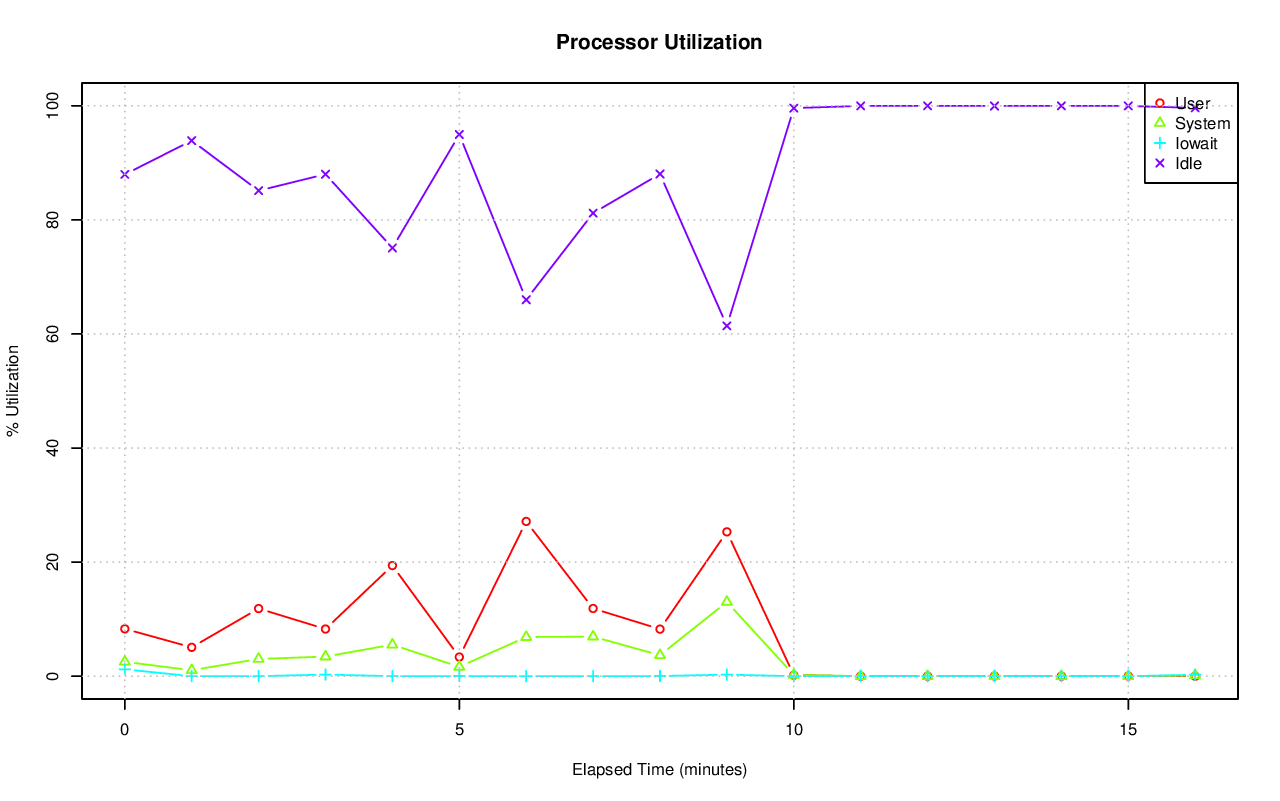 Processor Utilization
User
System
Iowait
Idle
100
80
60
40
20
0
% Utilization
0 5 10 15
Elapsed Time (minutes)